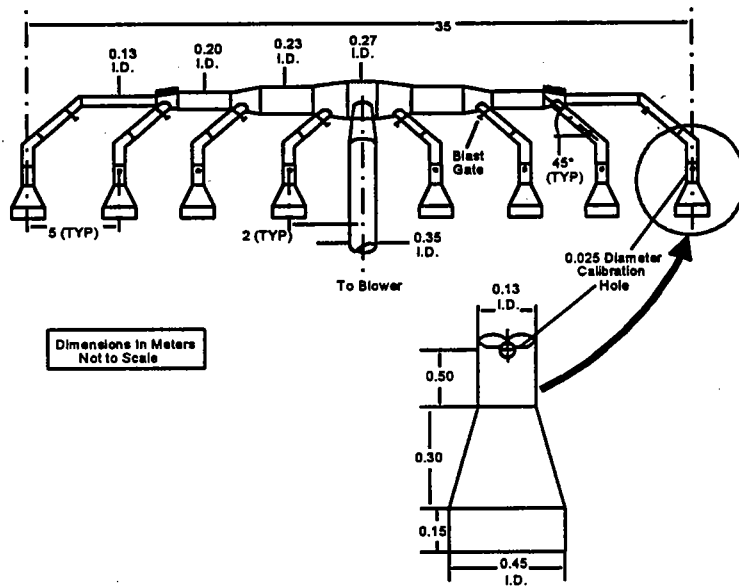 35
0.13
I.D.
0.20
I.D.
0.23
I.D.
0.27
I.D.
Blast
Gate
45°
(TYP)
5 (TYP)
2 (TYP)
0.35
I.D.
To Blower
0.025 Diameter
Calibration
Hole
Dimensions in Meters
Not to Scale
0.13
I.D.
0.50
0.30
0.15
0.45
I.D.